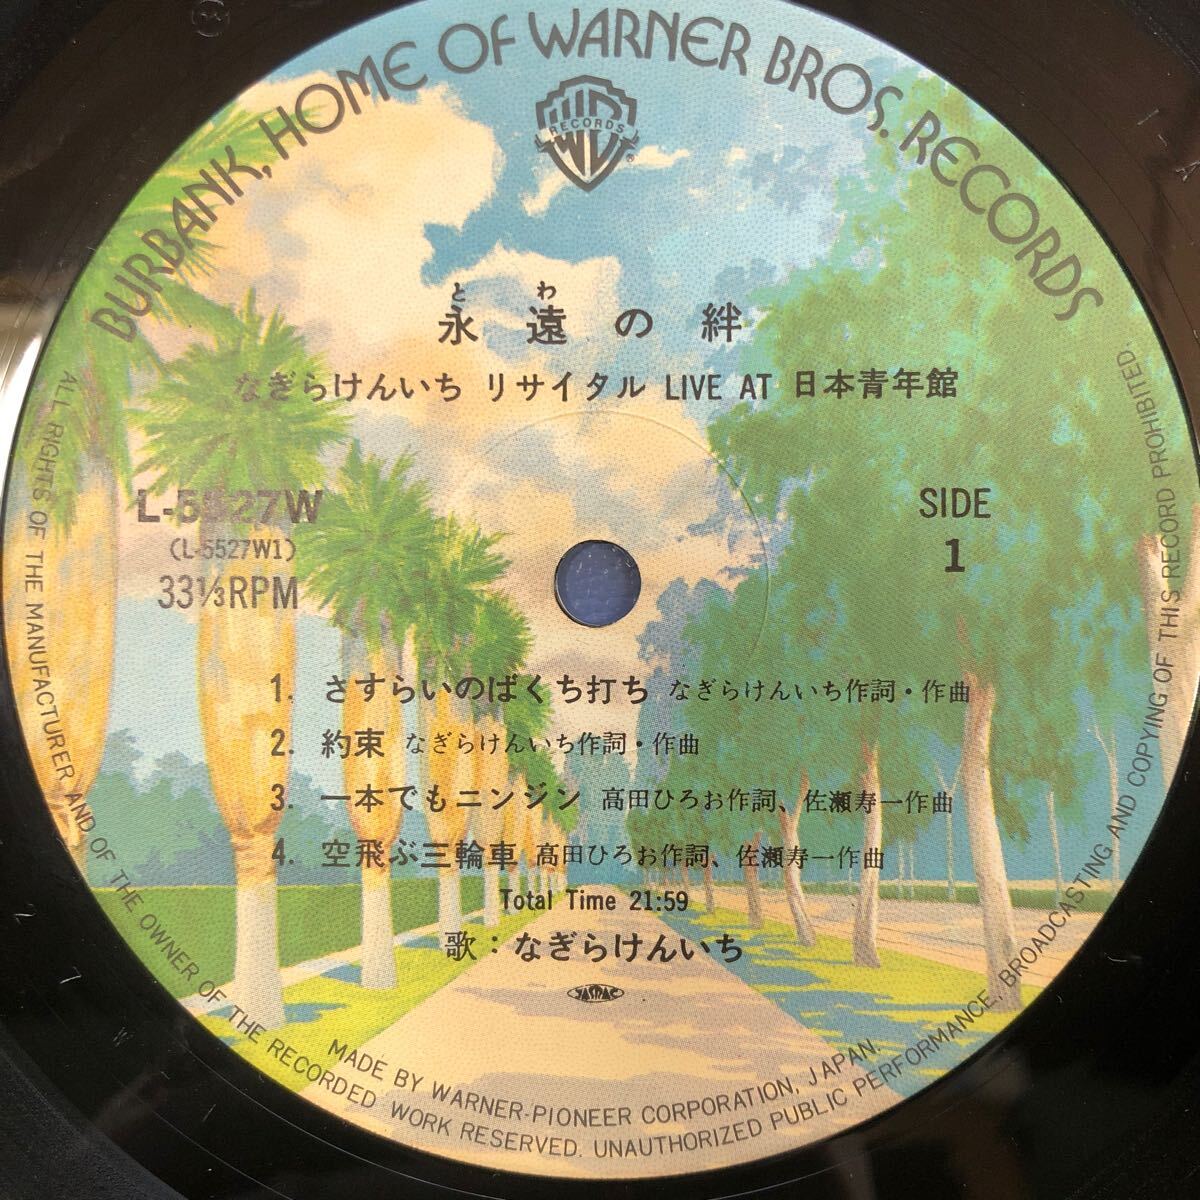 BURBANK, HOME OF WARNER BROS. RECORDS
W
RECORDS
®
とわ
永遠の絆
なぎらけんいち リサイタル LIVE AT 日本青年館
L-5527W
(L-5527W1)
33⅓RPM
SIDE
1
1. さすらいのばくち打ち なぎらけんいち作詞・作曲
2. 約束 なぎらけんいち作詞・作曲
3. 一本でもニンジン 高田ひろお作詞、佐瀬寿一作曲
4. 空飛ぶ三輪車 高田ひろお作詞、佐瀬寿一作曲
Total Time 21:59
歌：なぎらけんいち
JASRAC
MADE BY WARNER-PIONEER CORPORATION, JAPAN.
ALL RIGHTS OF THE MANUFACTURER AND OF THE OWNER OF THE RECORDED WORK RESERVED. UNAUTHORIZED PUBLIC PERFORMANCE, BROADCASTING AND COPYING OF THIS RECORD PROHIBITED.